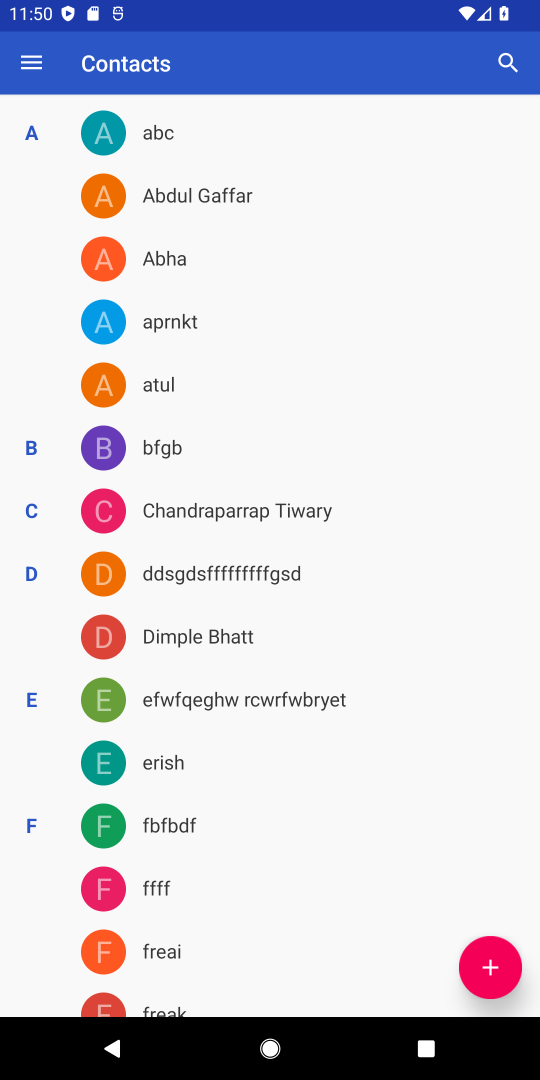 11:50
Contacts
A
A abc
A Abdul Gaffar
A Abha
A aprnkt
A atul
B
B bfgb
C
C Chandraparrap Tiwary
D
D ddsgdsfffffffffgsd
D Dimple Bhatt
E
E efwfqeghw rcwrfwbryet
E erish
F
F fbfbdf
F ffff
F freai
F freak